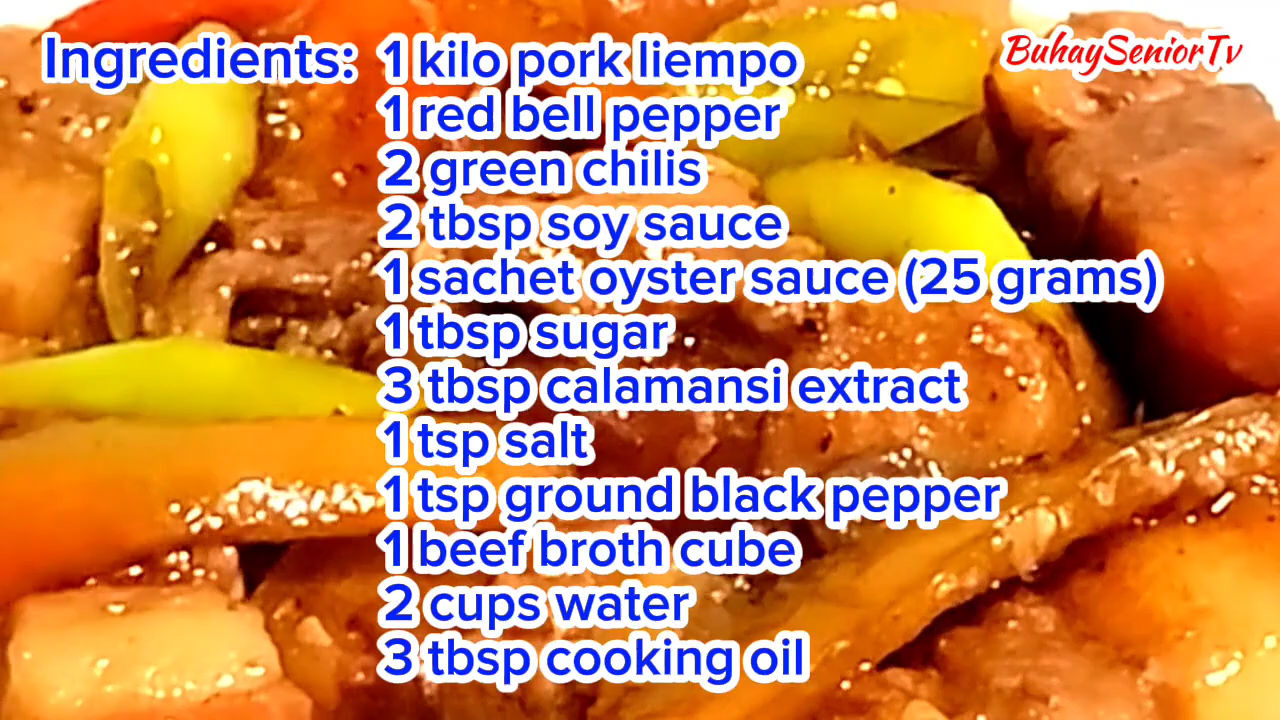 Ingredients: 1 kilo pork liempo
BuhaySeniorTv
1 red bell pepper
2 green chilis
2 tbsp soy sauce
1 sachet oyster sauce (25 grams)
1 tbsp sugar
3 tbsp calamansi extract
1 tsp salt
1 tsp ground black pepper
1 beef broth cube
2 cups water
3 tbsp cooking oil